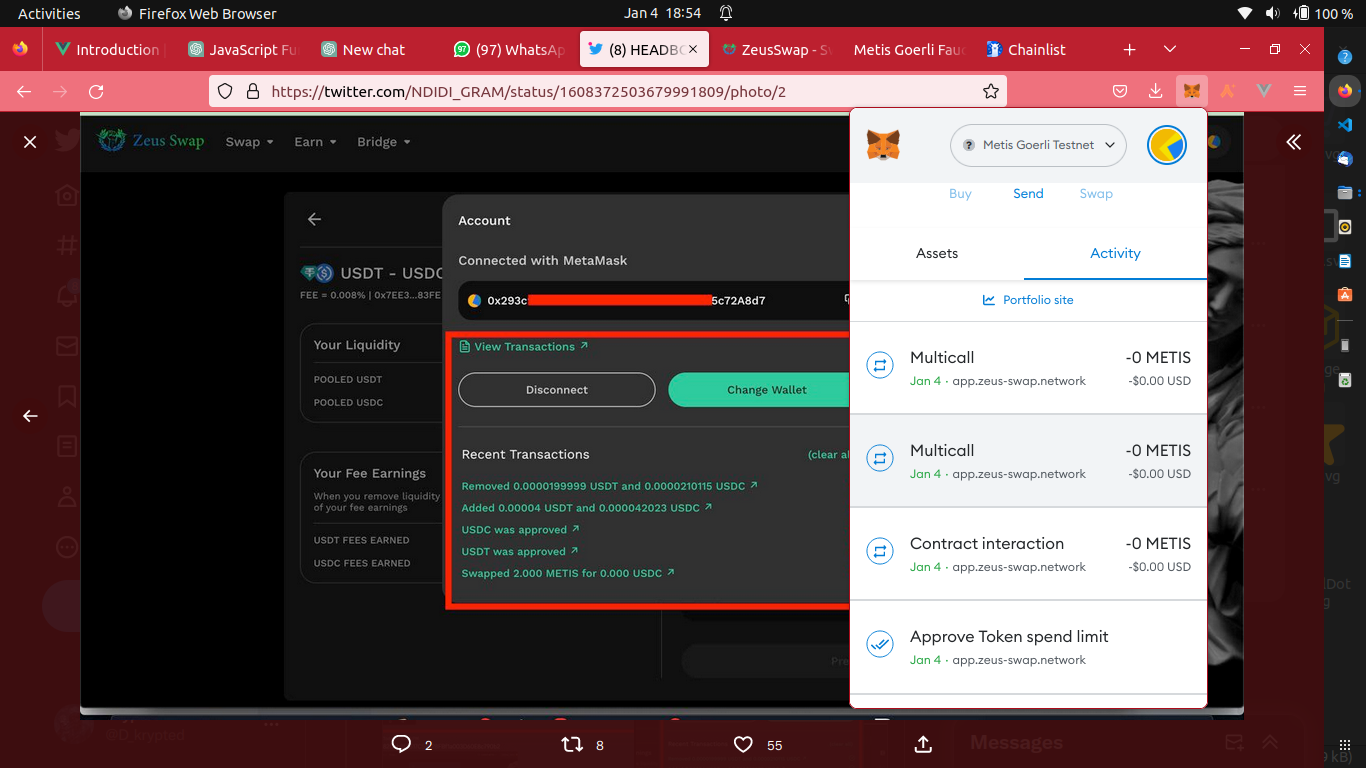 Activities
Firefox Web Browser
Jan 4 18:54
100 %
Introduction
JavaScript Fu
New chat
(97) WhatsAp
(8) HEADBO
ZeusSwap - Sw
Metis Goerli Fauc
Chainlist
https://twitter.com/NDIDI_GRAM/status/1608372503679991809/photo/2
Zeus Swap
Swap
Earn
Bridge
Metis Goerli Testnet
Buy
Send
Swap
Account
Connected with MetaMask
0x293c
5c72A8d7
USDT - USDC
FEE = 0.008% | 0x7EE3...83FE
Your Liquidity
POOLED USDT
POOLED USDC
Your Fee Earnings
When you remove liquidity
of your fee earnings
USDT FEES EARNED
USDC FEES EARNED
View Transactions ↗
Disconnect
Change Wallet
Recent Transactions
(clear al
Removed 0.0000199999 USDT and 0.0000210115 USDC ↗
Added 0.00004 USDT and 0.000042023 USDC ↗
USDC was approved ↗
USDT was approved ↗
Swapped 2.000 METIS for 0.000 USDC ↗
Pre
Assets
Activity
Portfolio site
Multicall
-0 METIS
Jan 4 · app.zeus-swap.network
-$0.00 USD
Multicall
-0 METIS
Jan 4 · app.zeus-swap.network
-$0.00 USD
Contract interaction
-0 METIS
Jan 4 · app.zeus-swap.network
-$0.00 USD
Approve Token spend limit
Jan 4 · app.zeus-swap.network
@D_krypted
2
8
55
Messages